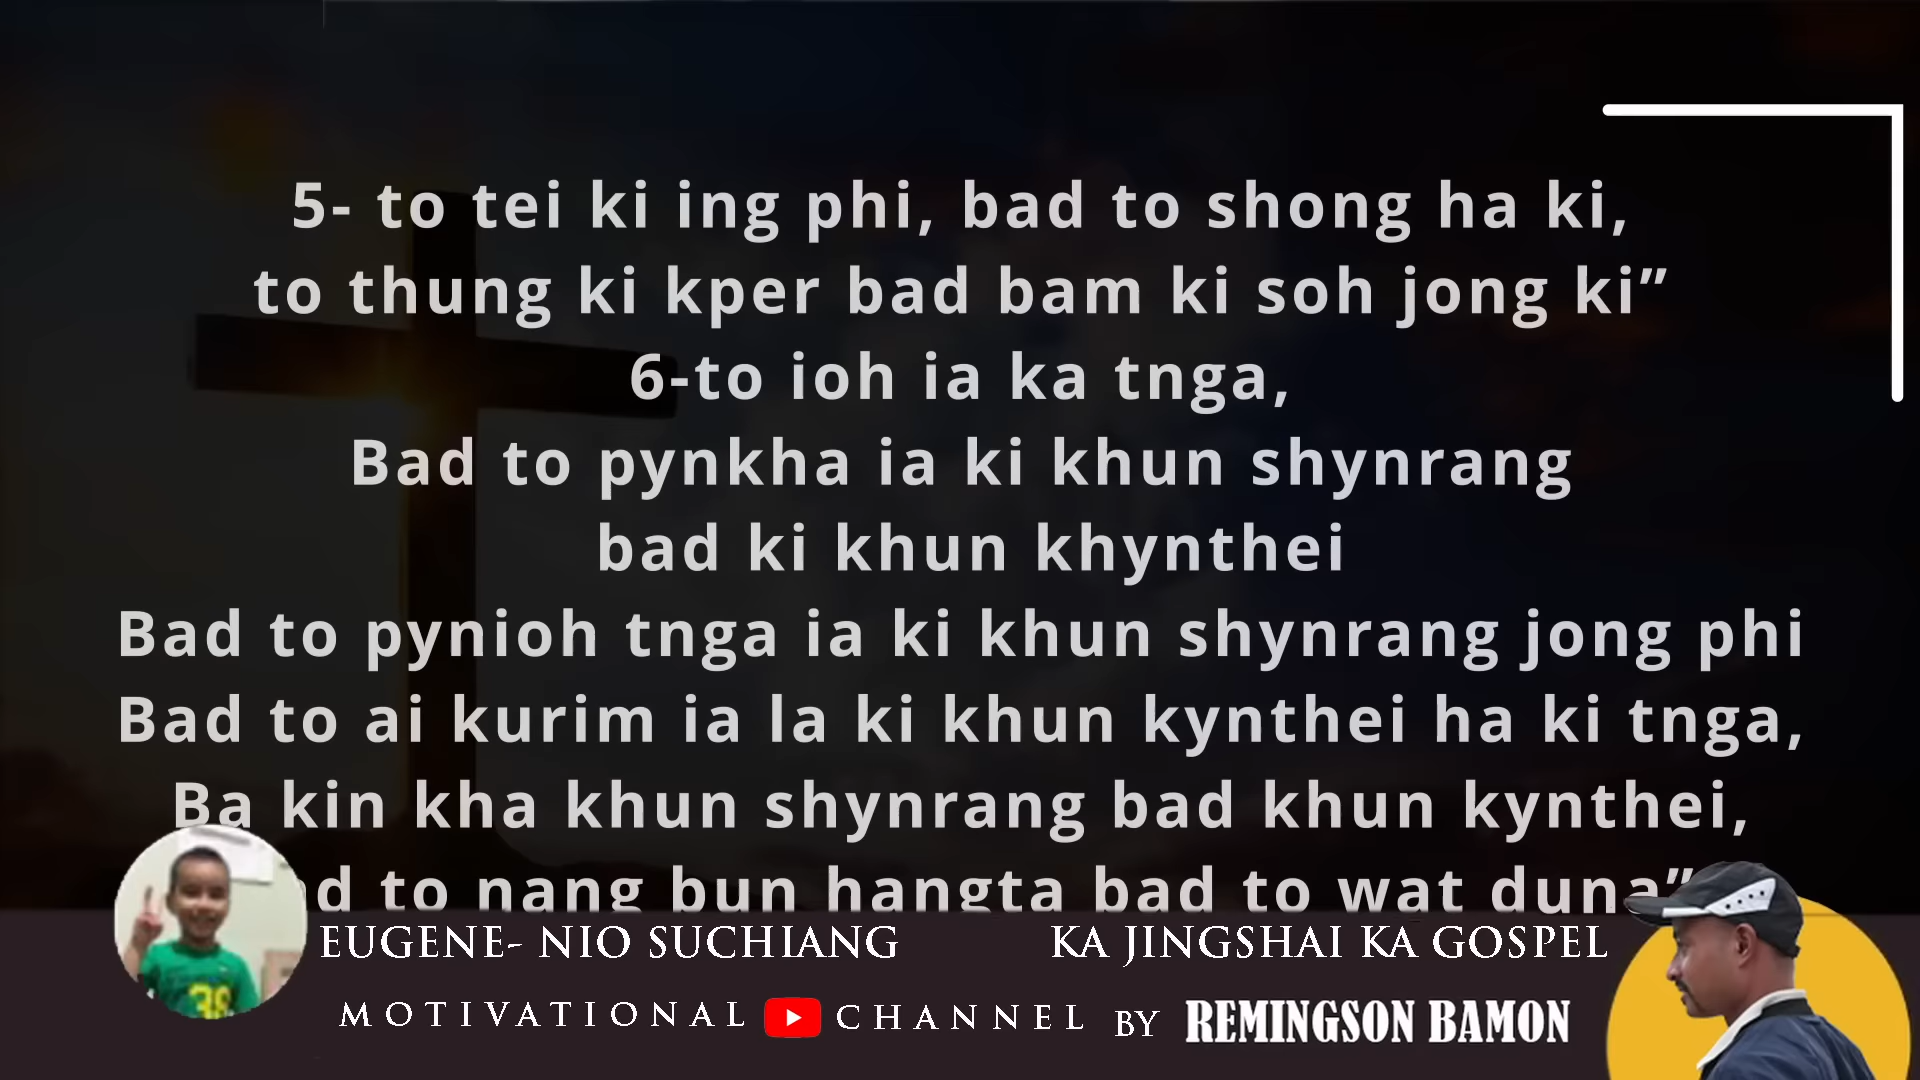 5- to tei ki ing phi, bad to shong ha ki,
to thung ki kper bad bam ki soh jong ki”
6-to ioh ia ka tnga,
Bad to pynkha ia ki khun shynrang
bad ki khun khynthei
Bad to pynioh tnga ia ki khun shynrang jong phi
Bad to ai kurim ia la ki khun kynthei ha ki tnga,
Ba kin kha khun shynrang bad khun kynthei,
to nang bun hangta bad to wat duna”
EUGENE- NIO SUCHIANG KA JINGSHAI KA GOSPEL
MOTIVATIONAL CHANNEL BY REMINGSON BAMON
38